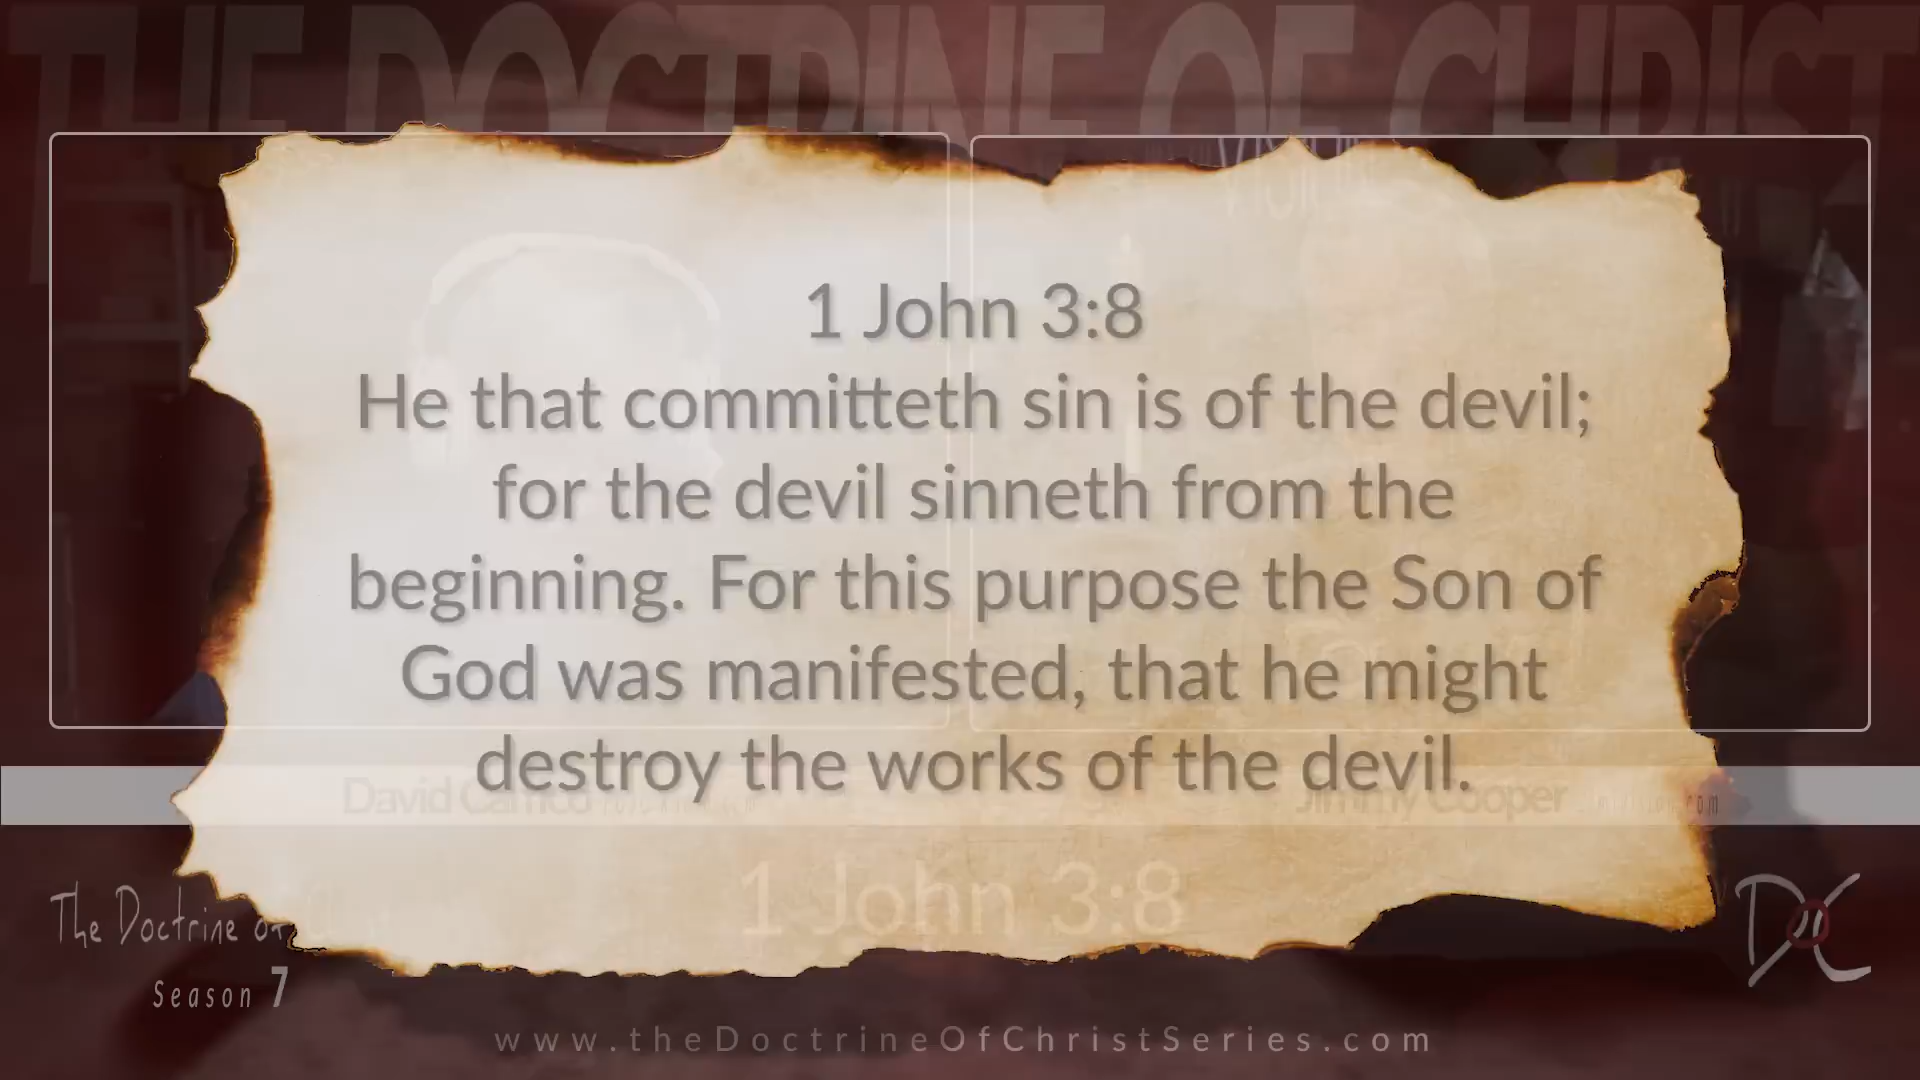 THE DOCTRINE OF CHRIST
1 John 3:8
He that committeth sin is of the devil;
for the devil sinneth from the
beginning. For this purpose the Son of
God was manifested, that he might
destroy the works of the devil.
David Carrico
Jimmy Cooper
1 John 3:8
The Doctrine of
Season 7
DC
www.theDoctrineOfChristSeries.com